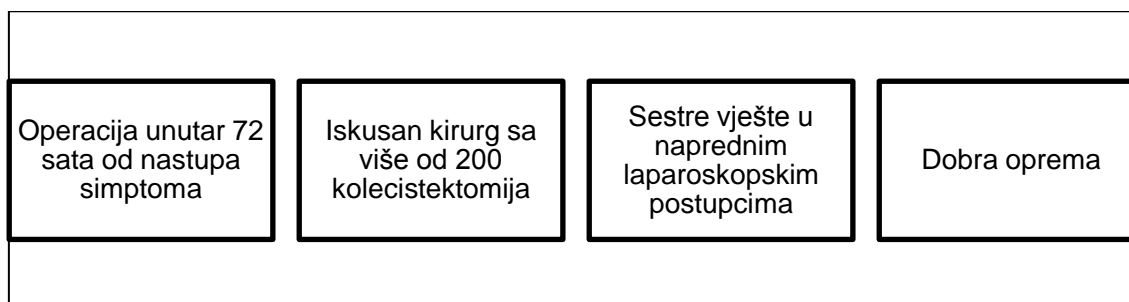 Operacija unutar 72
sata od nastupa
simptoma
Iskusan kirurg sa
više od 200
kolecistektomija
Sestre vješte u
naprednim
laparoskopskim
postupcima
Dobra oprema